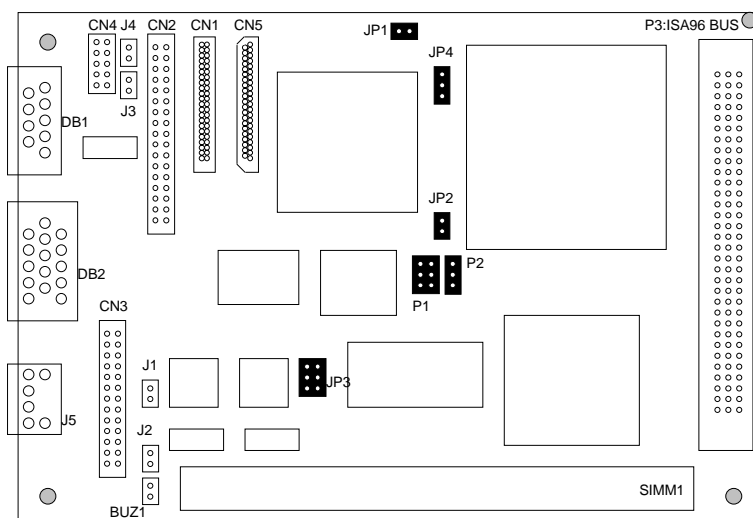 CN4 J4 CN2 CN1 CN5 JP1 P3:ISA96 BUS
JP4
J3
DB1
JP2
P2
DB2
P1
CN3
J1
JP3
J5
J2
SIMM1
BUZ1